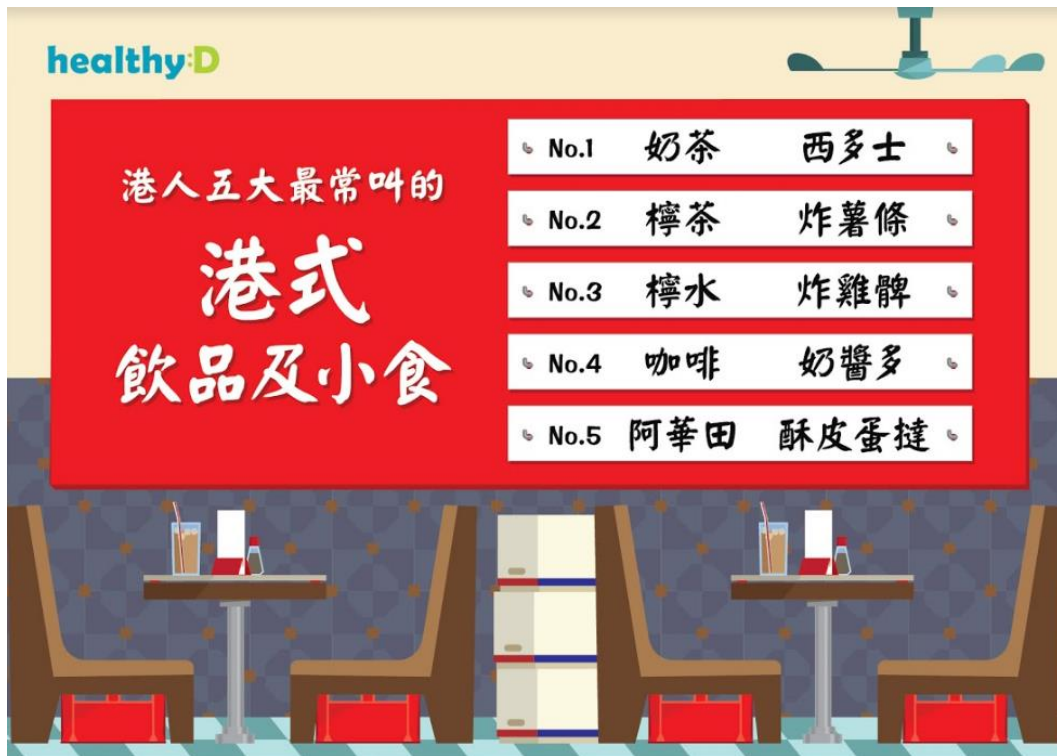 healthy:D
港人五大最常叫的
港式
飲品及小食
No.1 奶茶 西多士
No.2 檸茶 炸薯條
No.3 檸水 炸雞髀
No.4 咖啡 奶醬多
No.5 阿華田 酥皮蛋撻